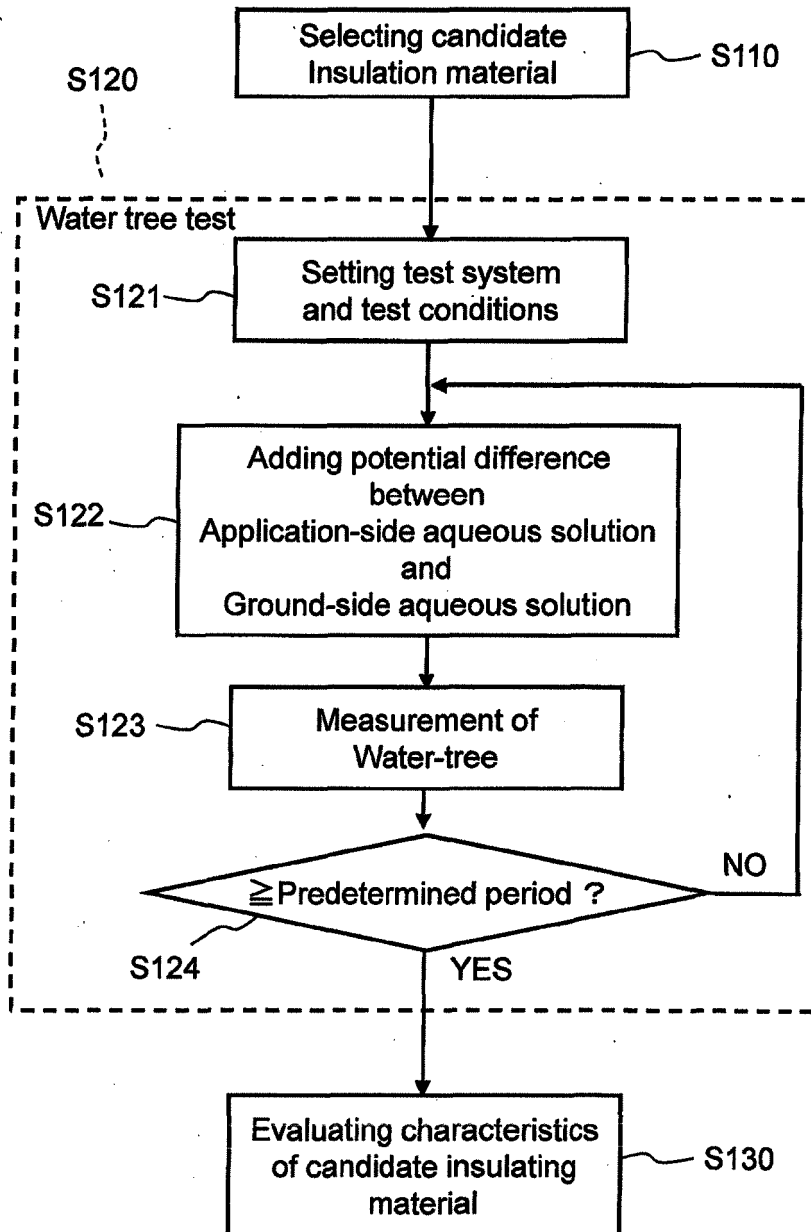 Selecting candidate
Insulation material
S110
S120
Water tree test
Setting test system
and test conditions
S121
Adding potential difference
between
Application-side aqueous solution
and
Ground-side aqueous solution
S122
Measurement of
Water-tree
S123
≧Predetermined period ?
NO
S124
YES
Evaluating characteristics
of candidate insulating
material
S130